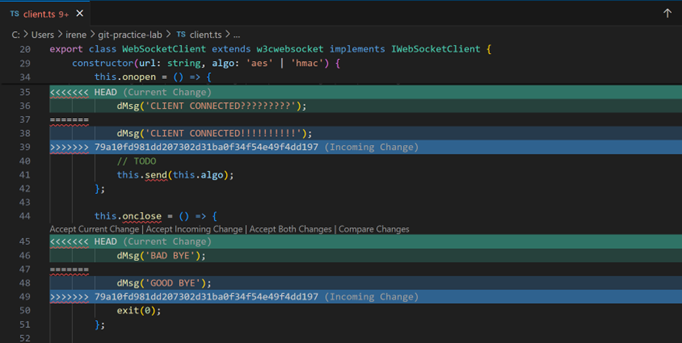 TS client.ts 9+ ×
C: > Users > irene > git-practice-lab > TS client.ts > ...
20 export class WebSocketClient extends w3cwebsocket implements IWebSocketClient {
29 constructor(url: string, algo: 'aes' | 'hmac') {
34 this.onopen = () => {
35 <<<<<<< HEAD (Current Change)
36 dMsg('CLIENT CONNECTED?????????');
37 =======
38 dMsg('CLIENT CONNECTED!!!!!!!!!!');
39 >>>>>>> 79a10fd981dd207302d31ba0f34f54e49f4dd197 (Incoming Change)
40 // TODO
41 this.send(this.algo);
42 };
43
44 this.onclose = () => {
Accept Current Change | Accept Incoming Change | Accept Both Changes | Compare Changes
45 <<<<<<< HEAD (Current Change)
46 dMsg('BAD BYE');
47 =======
48 dMsg('GOOD BYE');
49 >>>>>>> 79a10fd981dd207302d31ba0f34f54e49f4dd197 (Incoming Change)
50 exit(0);
51 };
52